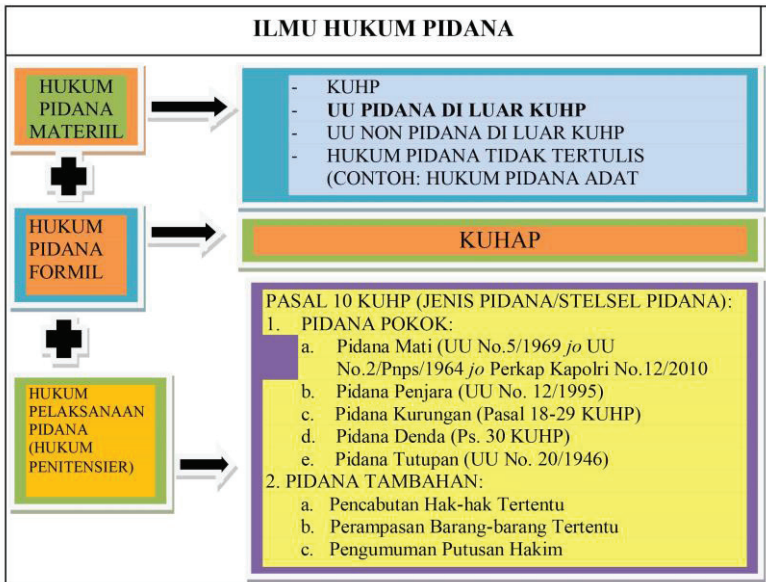 ILMU HUKUM PIDANA
HUKUM
PIDANA
MATERIIL
- KUHP
- UU PIDANA DI LUAR KUHP
- UU NON PIDANA DI LUAR KUHP
- HUKUM PIDANA TIDAK TERTULIS
(CONTOH: HUKUM PIDANA ADAT
HUKUM
PIDANA
FORMIL
KUHAP
HUKUM
PELAKSANAAN
PIDANA
(HUKUM
PENITENSIER)
PASAL 10 KUHP (JENIS PIDANA/STELSEL PIDANA):
1. PIDANA POKOK:
a. Pidana Mati (UU No.5/1969 jo UU
No.2/Pnps/1964 jo Perkap Kapolri No.12/2010
b. Pidana Penjara (UU No. 12/1995)
c. Pidana Kurungan (Pasal 18-29 KUHP)
d. Pidana Denda (Ps. 30 KUHP)
e. Pidana Tutupan (UU No. 20/1946)
2. PIDANA TAMBAHAN:
a. Pencabutan Hak-hak Tertentu
b. Perampasan Barang-barang Tertentu
c. Pengumuman Putusan Hakim